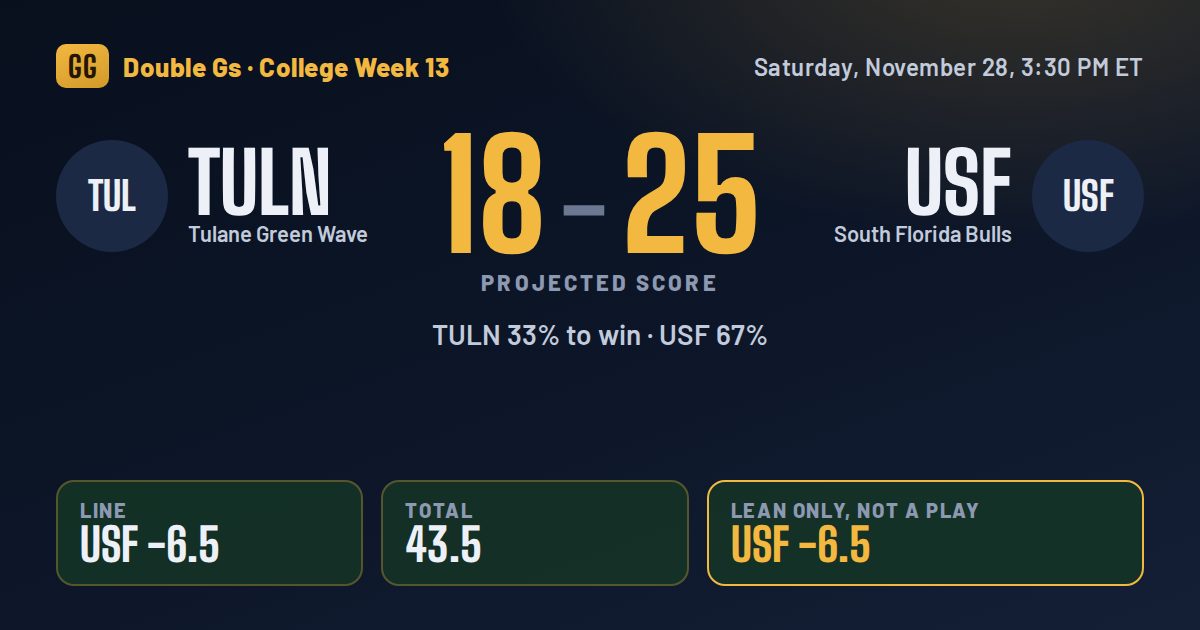 GG Double Gs · College Week 13
Saturday, November 28, 3:30 PM ET
TUL
TULN
Tulane Green Wave
18 – 25
PROJECTED SCORE
TULN 33% to win · USF 67%
USF
South Florida Bulls
USF
LINE
USF −6.5
TOTAL
43.5
LEAN ONLY, NOT A PLAY
USF −6.5